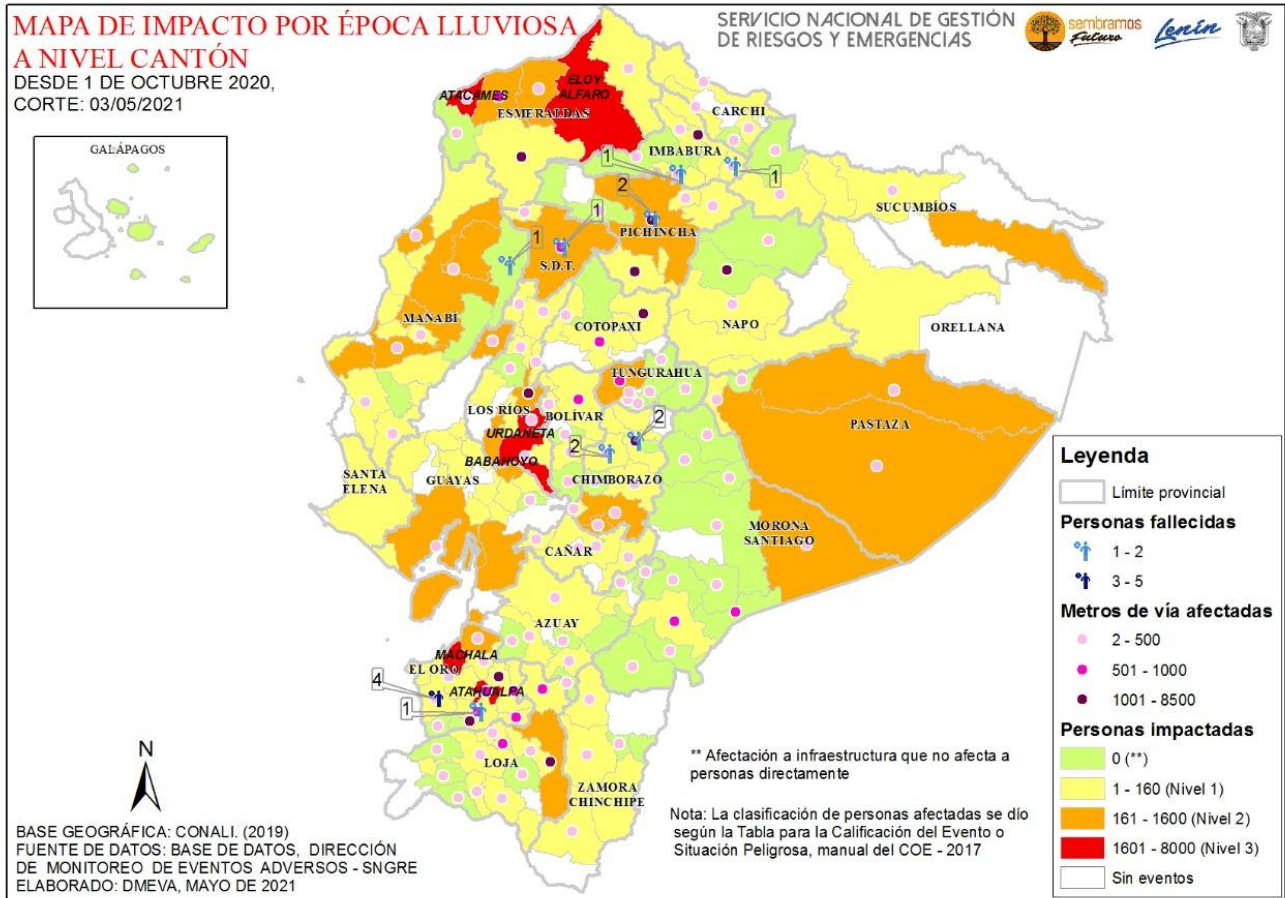 MAPA DE IMPACTO POR ÉPOCA LLUVIOSA
A NIVEL CANTÓN
DESDE 1 DE OCTUBRE 2020,
CORTE: 03/05/2021
SERVICIO NACIONAL DE GESTIÓN
DE RIESGOS Y EMERGENCIAS
sembramos
Futuro
Lenín
GALÁPAGOS
ATACAMES
ELOY
ALFARO
ESMERALDAS
CARCHI
IMBABURA
1
1
2
SUCUMBÍOS
1
PICHINCHA
1
S.D.T.
MANABÍ
COTOPAXI
NAPO
ORELLANA
TUNGURAHUA
LOS RÍOS
BOLÍVAR
PASTAZA
URDANETA
2
2
BABAHOYO
SANTA
ELENA
GUAYAS
CHIMBORAZO
MORONA
SANTIAGO
CAÑAR
AZUAY
MACHALA
EL ORO
4
ATAHUALPA
1
LOJA
ZAMORA
CHINCHIPE
N
Leyenda
Límite provincial
Personas fallecidas
1 - 2
3 - 5
Metros de vía afectadas
2 - 500
501 - 1000
1001 - 8500
Personas impactadas
0 (**)
1 - 160 (Nivel 1)
161 - 1600 (Nivel 2)
1601 - 8000 (Nivel 3)
Sin eventos
** Afectación a infraestructura que no afecta a
personas directamente
Nota: La clasificación de personas afectadas se dío
según la Tabla para la Calificación del Evento o
Situación Peligrosa, manual del COE - 2017
BASE GEOGRÁFICA: CONALI. (2019)
FUENTE DE DATOS: BASE DE DATOS, DIRECCIÓN
DE MONITOREO DE EVENTOS ADVERSOS - SNGRE
ELABORADO: DMEVA, MAYO DE 2021